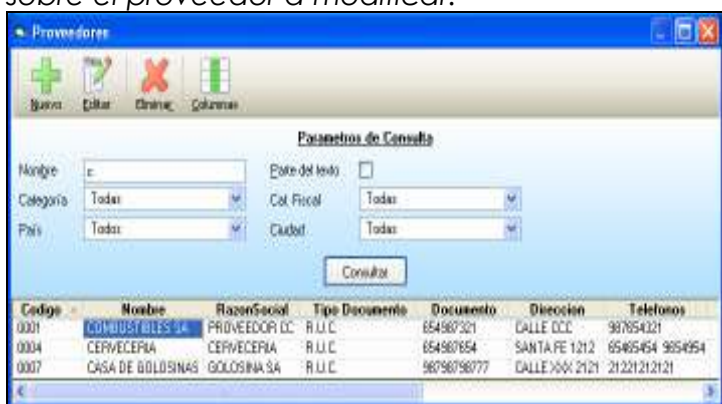 sobre el proveedor a modificar.
Proveedores
Nuevo Editar Eliminar Columnas
Parametros de Consulta
Nombre c Parte del texto
Categoría Todas Cat. Fiscal Todas
País Todos Ciudad Todas
Consultar
Codigo Nombre RazonSocial Tipo Documento Documento Direccion Telefonos
0001 COMBUSTIBLES SA PROVEEDOR CC R.U.C. 654987321 CALLE CCC 987654321
0004 CERVECERIA CERVECERIA R.U.C. 654987654 SANTA FE 1212 65465454 9654954
0007 CASA DE GOLOSINAS GOLOSINA SA R.U.C. 98798798777 CALLE XXX 2121 21221212121